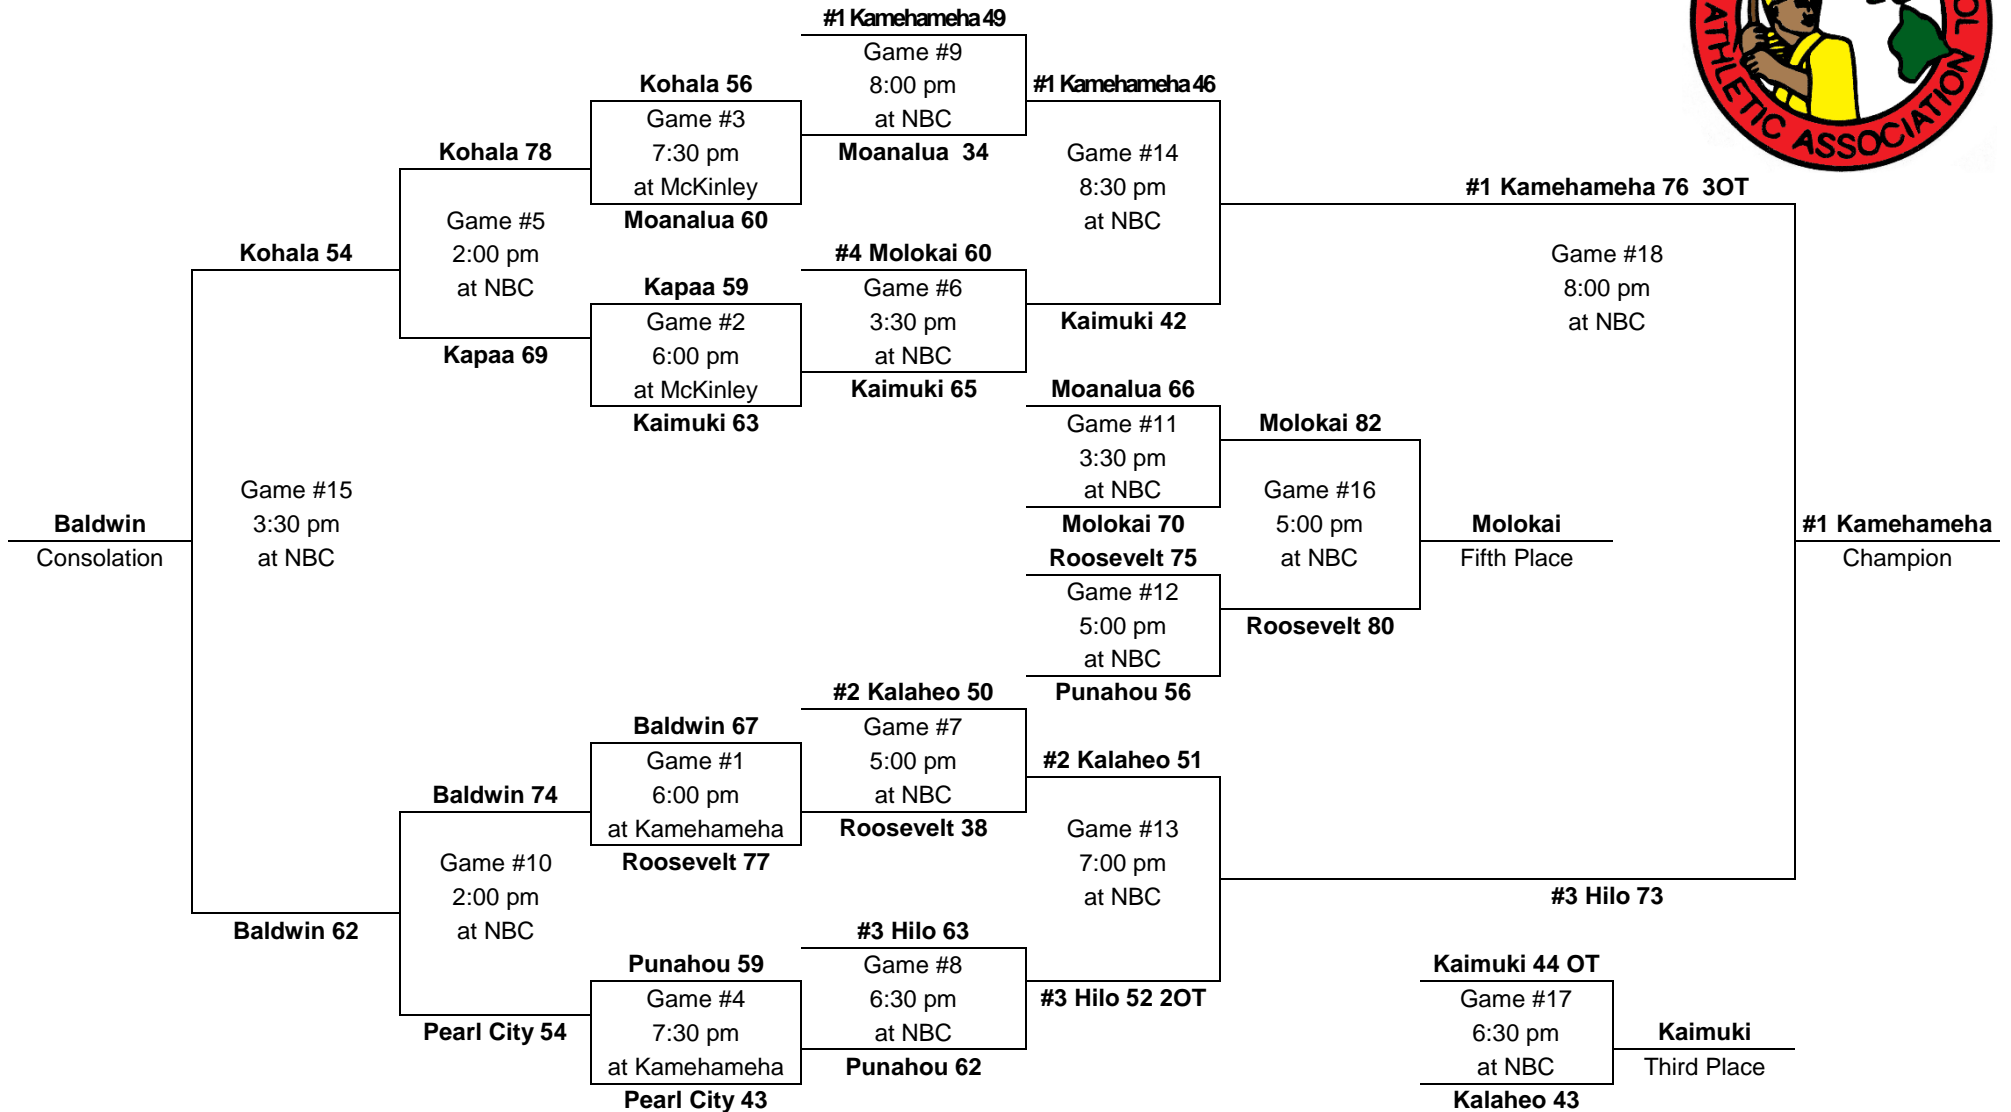 #1 Kamehameha 49
Game #9
8:00 pm
at NBC
Moanalua 34
Kohala 56
Game #3
7:30 pm
at McKinley
Moanalua 60
#1 Kamehameha 46
Game #14
8:30 pm
at NBC
Kaimuki 42
Kohala 78
Game #5
2:00 pm
at NBC
Kapaa 69
#1 Kamehameha 76 3OT
Game #18
8:00 pm
at NBC
#3 Hilo 73
Kohala 54
Game #15
3:30 pm
at NBC
Baldwin 62
#4 Molokai 60
Game #6
3:30 pm
at NBC
Kaimuki 65
Kapaa 59
Game #2
6:00 pm
at McKinley
Kaimuki 63
Moanalua 66
Game #11
3:30 pm
at NBC
Molokai 70
Molokai 82
Game #16
5:00 pm
at NBC
Roosevelt 80
Baldwin
Consolation
Molokai
Fifth Place
#1 Kamehameha
Champion
Roosevelt 75
Game #12
5:00 pm
at NBC
Punahou 56
#2 Kalaheo 50
Game #7
5:00 pm
at NBC
Roosevelt 38
Baldwin 67
Game #1
6:00 pm
at Kamehameha
Roosevelt 77
#2 Kalaheo 51
Game #13
7:00 pm
at NBC
#3 Hilo 52 2OT
Baldwin 74
Game #10
2:00 pm
at NBC
Pearl City 54
#3 Hilo 63
Game #8
6:30 pm
at NBC
Punahou 62
Punahou 59
Game #4
7:30 pm
at Kamehameha
Pearl City 43
Kaimuki 44 OT
Game #17
6:30 pm
at NBC
Kalaheo 43
Kaimuki
Third Place
ATHLETIC ASSOCIATION